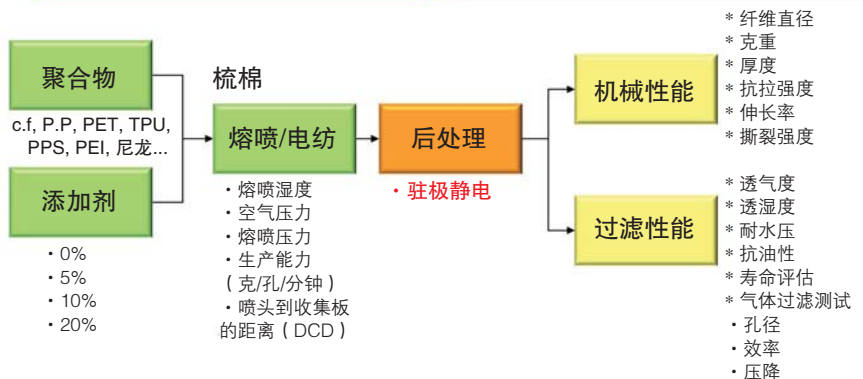 聚合物
c.f, P.P, PET, TPU,
PPS, PEI, 尼龙...
添加剂
・0%
・5%
・10%
・20%
梳棉
熔喷/电纺
・熔喷湿度
・空气压力
・熔喷压力
・生产能力
(克/孔/分钟)
・喷头到收集板
的距离(DCD)
后处理
・驻极静电
机械性能
* 纤维直径
* 克重
* 厚度
* 抗拉强度
* 伸长率
* 撕裂强度
过滤性能
* 透气度
* 透湿度
* 耐水压
* 抗油性
* 寿命评估
* 气体过滤测试
・孔径
・效率
・压降